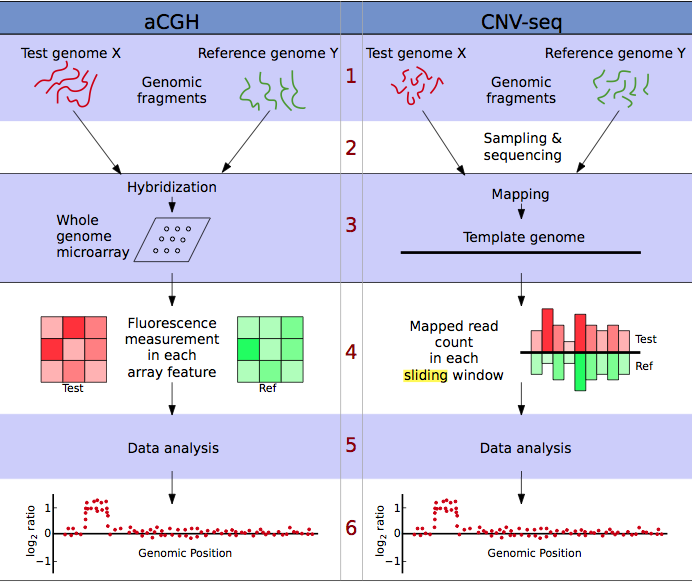 aCGH
CNV-seq
Test genome X
Reference genome Y
Genomic
fragments
1
Test genome X
Reference genome Y
Genomic
fragments
2
Sampling &
sequencing
Hybridization
Whole
genome
microarray
3
Mapping
Template genome
Fluorescence
measurement
in each
array feature
Test
Ref
4
Mapped read
count
in each
sliding window
Test
Ref
Data analysis
5
Data analysis
log2 ratio
1
0
−1
Genomic Position
6
log2 ratio
1
0
−1
Genomic Position